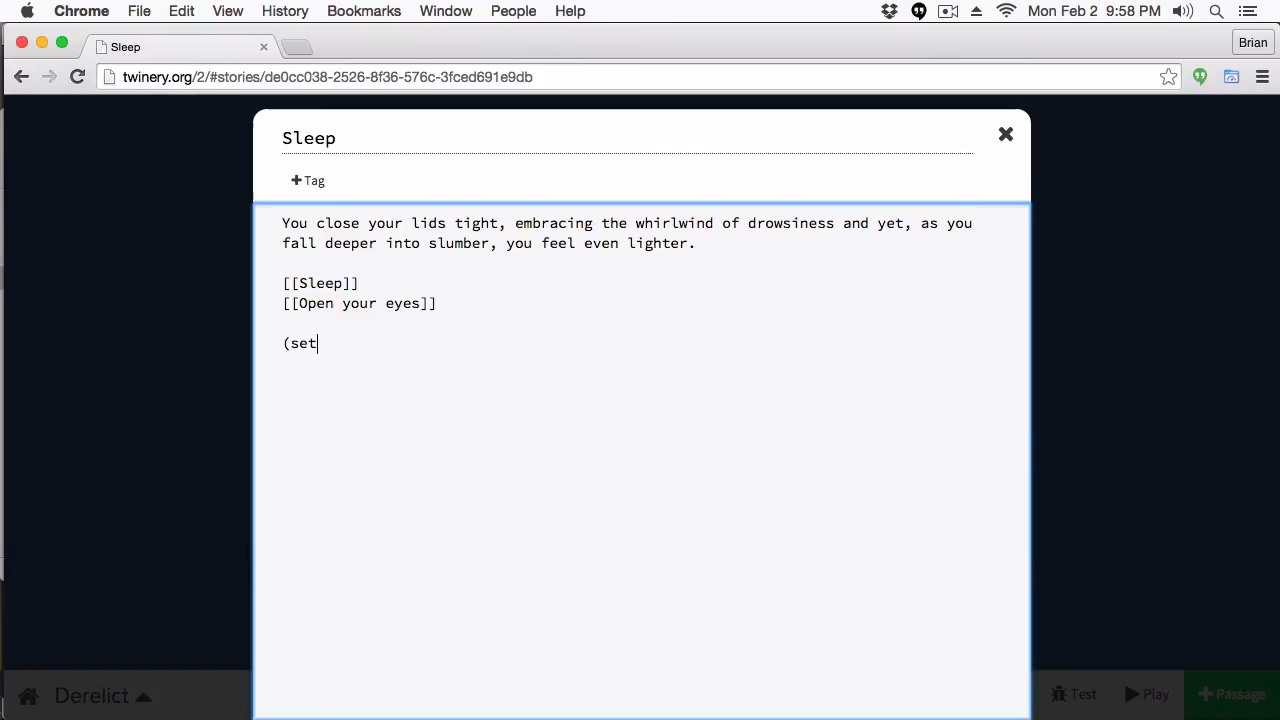 Chrome File Edit View History Bookmarks Window People Help Mon Feb 2 9:58 PM
Sleep Brian
twinery.org/2/#stories/de0cc038-2526-8f36-576c-3fced691e9db
Sleep
+Tag
You close your lids tight, embracing the whirlwind of drowsiness and yet, as you
fall deeper into slumber, you feel even lighter.
[[Sleep]]
[[Open your eyes]]
(set
Derelict Test Play +Passage